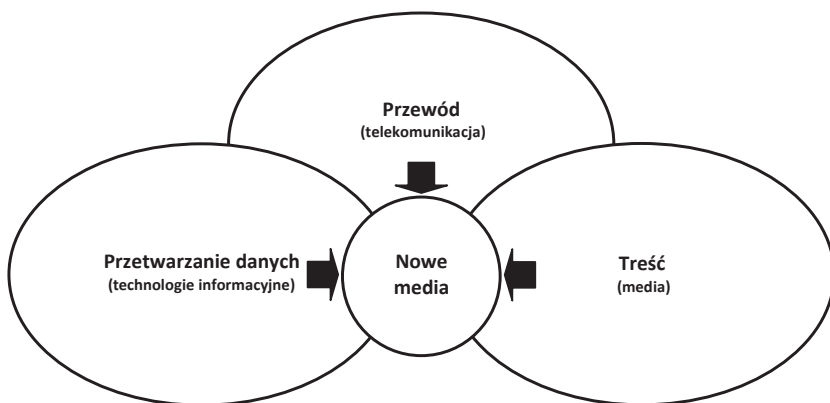 Przewód
(telekomunikacja)
Przetwarzanie danych
(technologie informacyjne)
Nowe
media
Treść
(media)